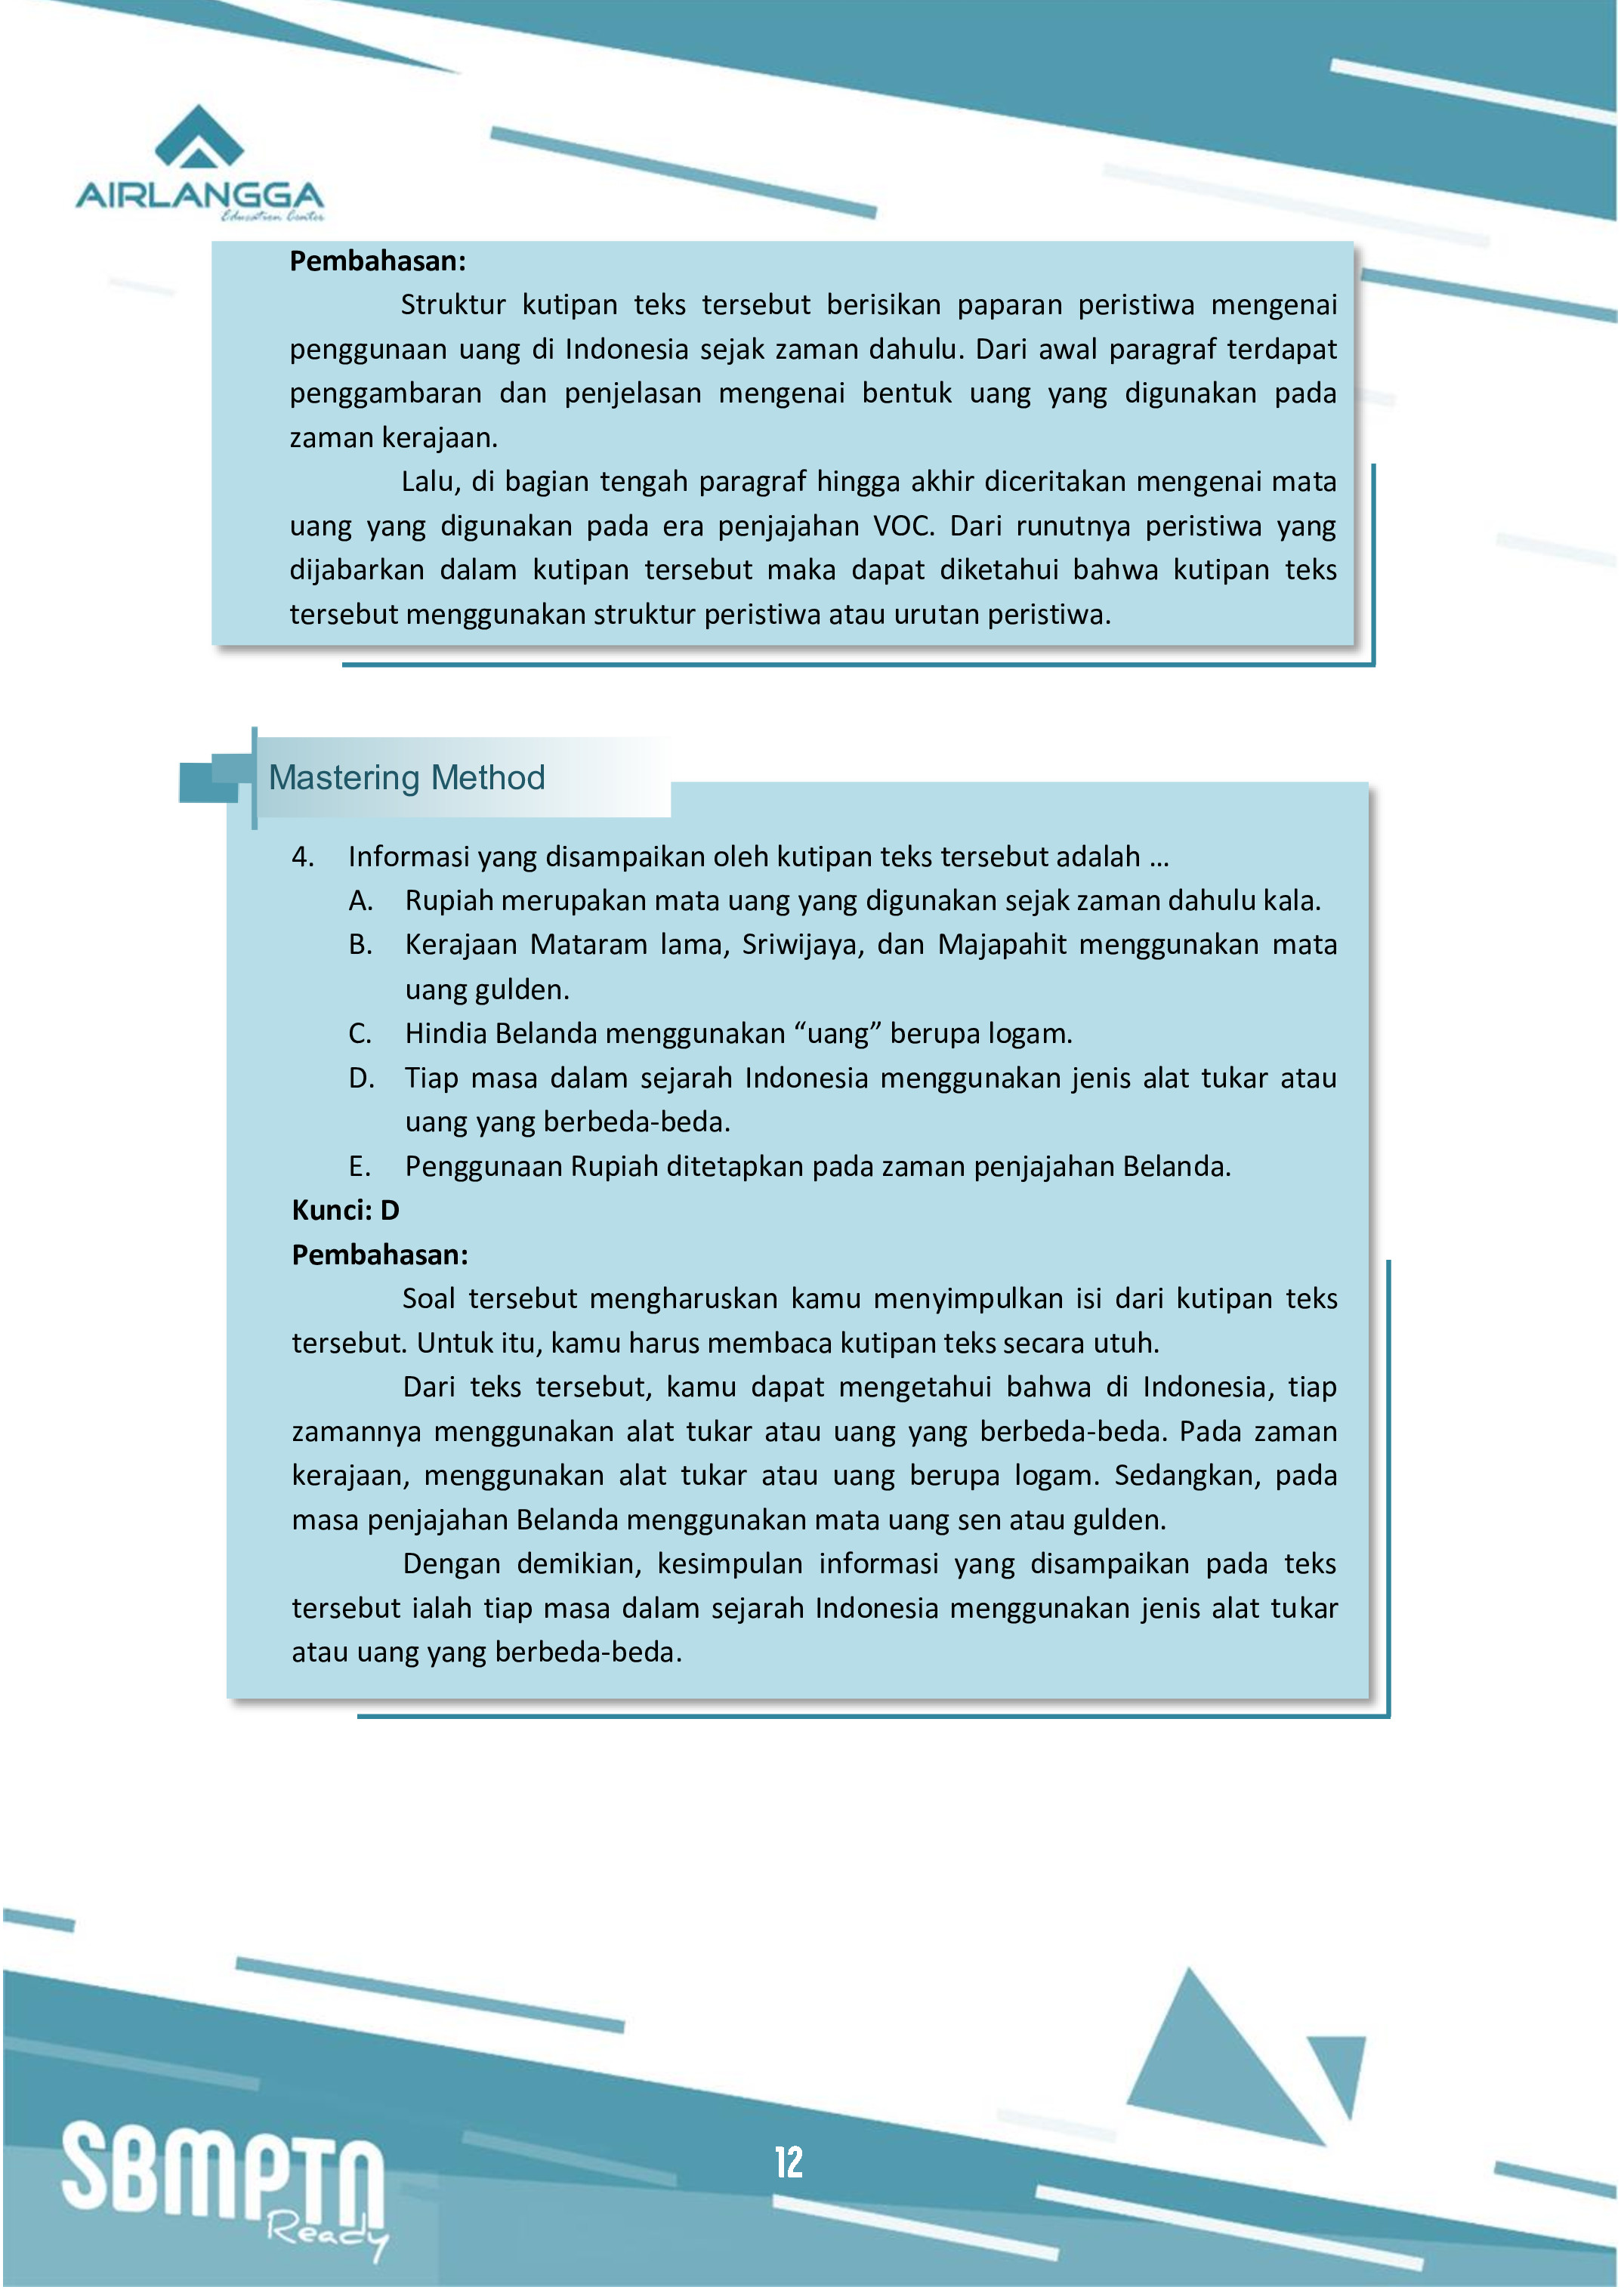 AIRLANGGA
Education Center
Pembahasan:
Struktur kutipan teks tersebut berisikan paparan peristiwa mengenai
penggunaan uang di Indonesia sejak zaman dahulu. Dari awal paragraf terdapat
penggambaran dan penjelasan mengenai bentuk uang yang digunakan pada
zaman kerajaan.
Lalu, di bagian tengah paragraf hingga akhir diceritakan mengenai mata
uang yang digunakan pada era penjajahan VOC. Dari runutnya peristiwa yang
dijabarkan dalam kutipan tersebut maka dapat diketahui bahwa kutipan teks
tersebut menggunakan struktur peristiwa atau urutan peristiwa.
Mastering Method
4. Informasi yang disampaikan oleh kutipan teks tersebut adalah ...
A. Rupiah merupakan mata uang yang digunakan sejak zaman dahulu kala.
B. Kerajaan Mataram lama, Sriwijaya, dan Majapahit menggunakan mata
uang gulden.
C. Hindia Belanda menggunakan “uang” berupa logam.
D. Tiap masa dalam sejarah Indonesia menggunakan jenis alat tukar atau
uang yang berbeda-beda.
E. Penggunaan Rupiah ditetapkan pada zaman penjajahan Belanda.
Kunci: D
Pembahasan:
Soal tersebut mengharuskan kamu menyimpulkan isi dari kutipan teks
tersebut. Untuk itu, kamu harus membaca kutipan teks secara utuh.
Dari teks tersebut, kamu dapat mengetahui bahwa di Indonesia, tiap
zamannya menggunakan alat tukar atau uang yang berbeda-beda. Pada zaman
kerajaan, menggunakan alat tukar atau uang berupa logam. Sedangkan, pada
masa penjajahan Belanda menggunakan mata uang sen atau gulden.
Dengan demikian, kesimpulan informasi yang disampaikan pada teks
tersebut ialah tiap masa dalam sejarah Indonesia menggunakan jenis alat tukar
atau uang yang berbeda-beda.
SBMPTN
Ready
12